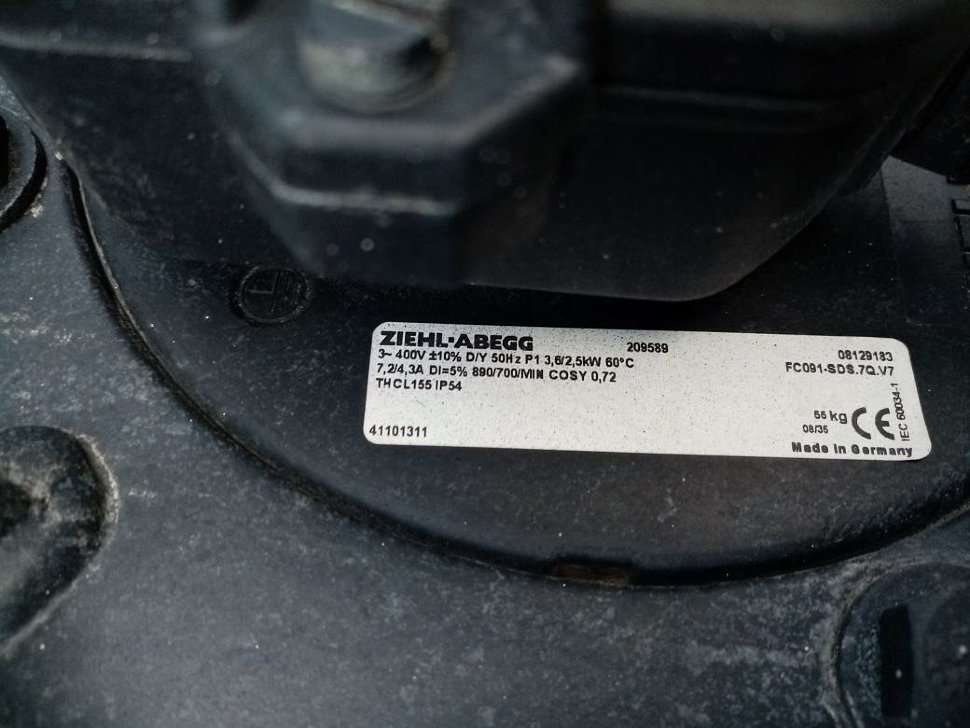 ZIEHL-ABEGG 209589 08129183
3~ 400V ±10% D/Y 50Hz P1 3,6/2,5kW 60°C FC091-SDS.7Q.V7
7,2/4,3A DI=5% 890/700/MIN COSY 0,72
THCL155 IP54
56 kg CE IEC 60034-1
08/35
41101311 Made in Germany
L